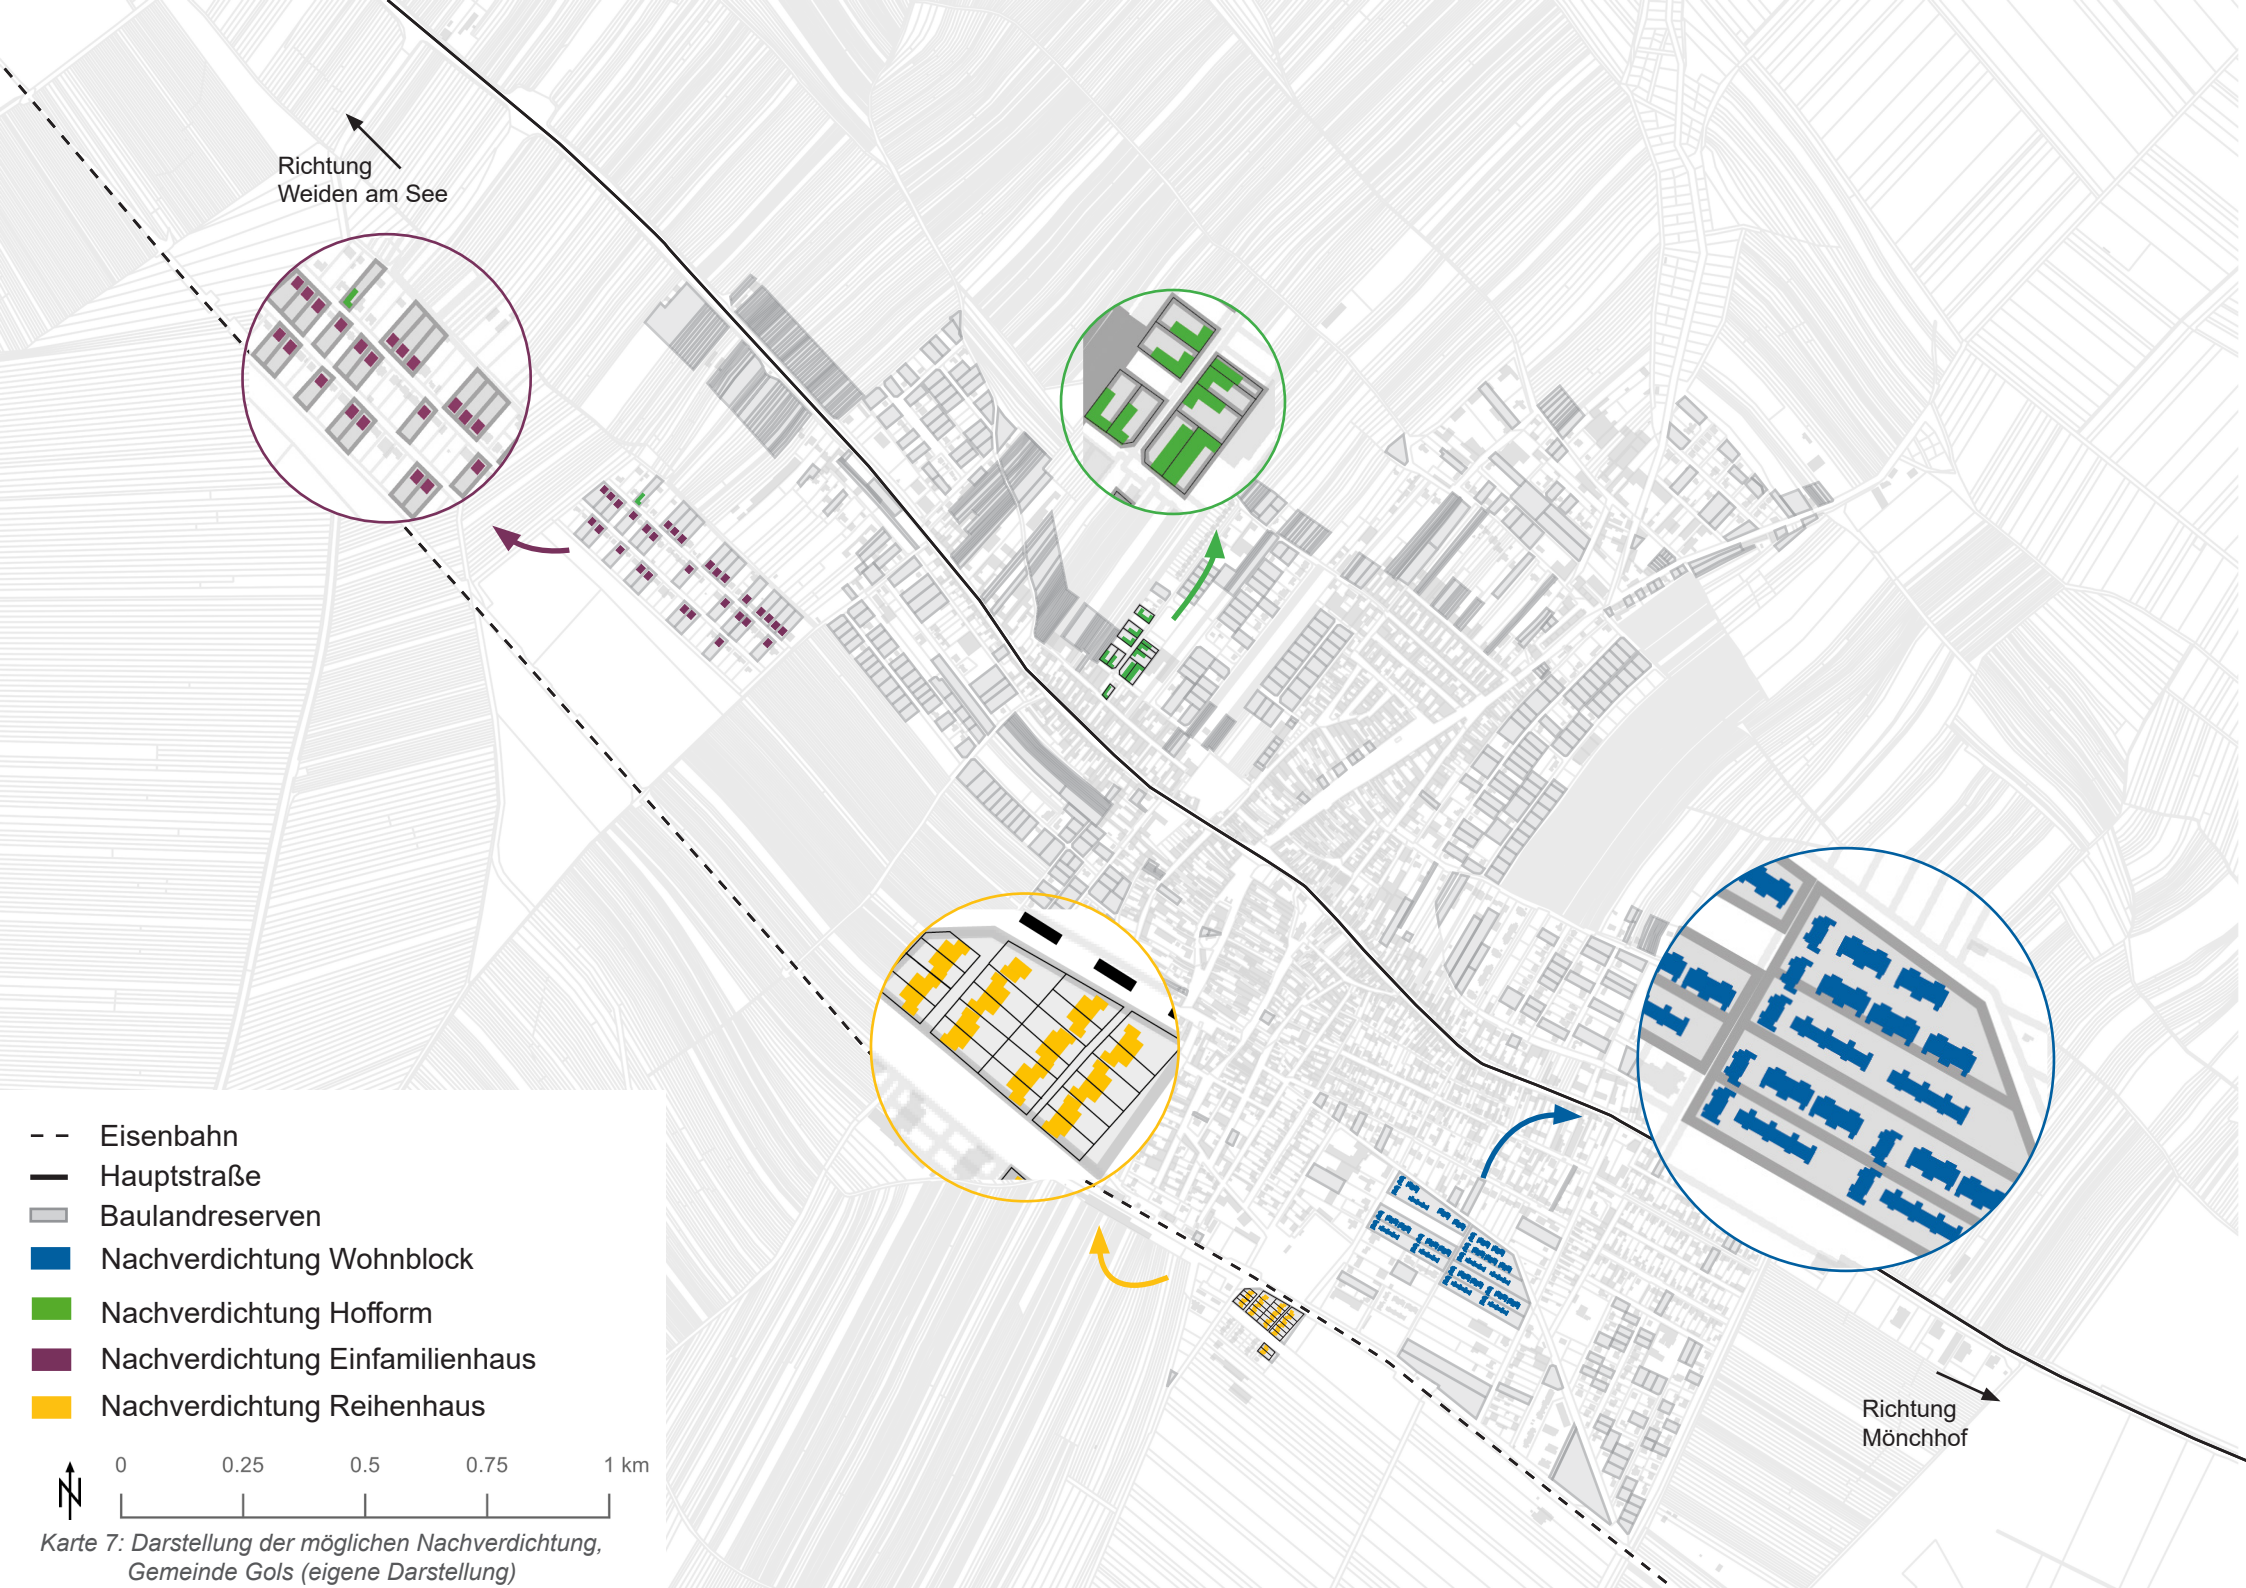 Richtung
Weiden am See
Eisenbahn
Hauptstraße
Baulandreserven
Nachverdichtung Wohnblock
Nachverdichtung Hofform
Nachverdichtung Einfamilienhaus
Nachverdichtung Reihenhaus
0 0.25 0.5 0.75 1 km
N
Karte 7: Darstellung der möglichen Nachverdichtung,
Gemeinde Gols (eigene Darstellung)
Richtung
Mönchhof